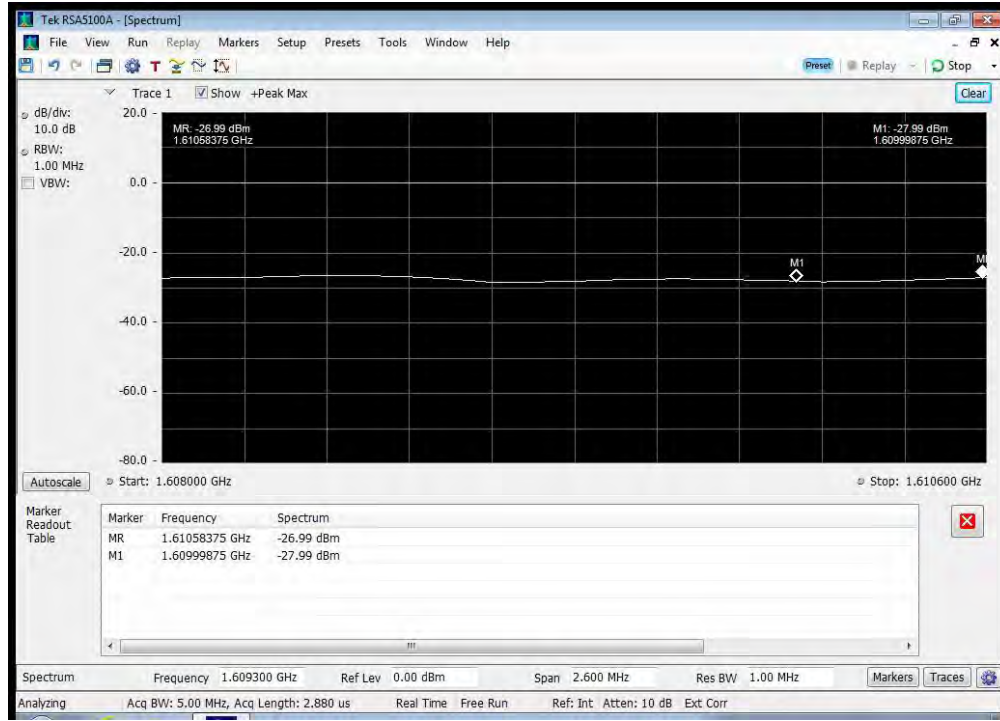 Tek RSA5100A - [Spectrum]
File View Run Replay Markers Setup Presets Tools Window Help
T Preset Replay Stop
Trace 1 Show +Peak Max Clear
dB/div:
10.0 dB
RBW:
1.00 MHz
VBW:
20.0
0.0
-20.0
-40.0
-60.0
-80.0
MR: -26.99 dBm
1.61058375 GHz
M1: -27.99 dBm
1.60999875 GHz
M1
Autoscale Start: 1.608000 GHz Stop: 1.610600 GHz
Marker
Readout
Table
Marker Frequency Spectrum
MR 1.61058375 GHz -26.99 dBm
M1 1.60999875 GHz -27.99 dBm
Spectrum Frequency 1.609300 GHz Ref Lev 0.00 dBm Span 2.600 MHz Res BW 1.00 MHz Markers Traces
Analyzing Acq BW: 5.00 MHz, Acq Length: 2.880 us Real Time Free Run Ref: Int Atten: 10 dB Ext Corr